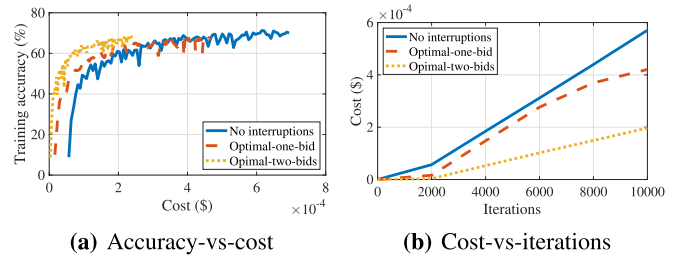 80
60
40
20
0
Training accuracy (%)
No interruptions
Optimal-one-bid
Opimal-two-bids
0 2 4 6 8
Cost ($) ×10⁻⁴
(a) Accuracy-vs-cost
×10⁻⁴
6
4
2
0
Cost ($)
No interruptions
Optimal-one-bid
Opimal-two-bids
0 2000 4000 6000 8000 10000
Iterations
(b) Cost-vs-iterations